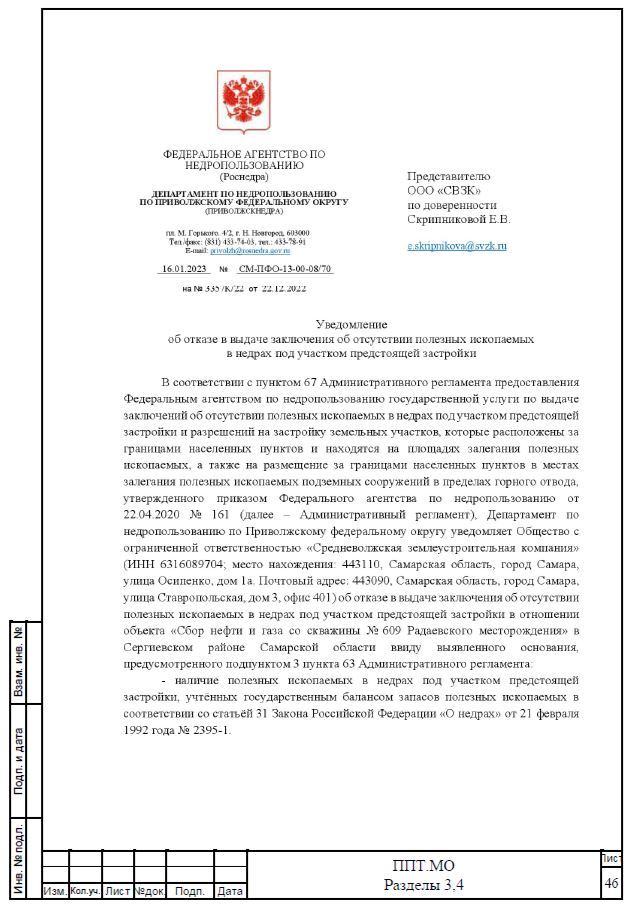 ФЕДЕРАЛЬНОЕ АГЕНТСТВО ПО
НЕДРОПОЛЬЗОВАНИЮ
(Роснедра)
ДЕПАРТАМЕНТ ПО НЕДРОПОЛЬЗОВАНИЮ
ПО ПРИВОЛЖСКОМУ ФЕДЕРАЛЬНОМУ ОКРУГУ
(ПРИВОЛЖСКНЕДРА)
пл. М. Горького. 4/2, г. Н. Новгород, 603000
Тел./факс: (831) 433-74-03, тел.: 433-78-91
E-mail: privolzh@rosnedra.gov.ru
16.01.2023 № СМ-ПФО-13-00-08/70
на № 335/К/22 от 22.12.2022
Представителю
ООО «СВЗК»
по доверенности
Скрипниковой Е.В.
e.skripnikova@svzk.ru
Уведомление
об отказе в выдаче заключения об отсутствии полезных ископаемых
в недрах под участком предстоящей застройки
В соответствии с пунктом 67 Административного регламента предоставления
Федеральным агентством по недропользованию государственной услуги по выдаче
заключений об отсутствии полезных ископаемых в недрах под участком предстоящей
застройки и разрешений на застройку земельных участков, которые расположены за
границами населенных пунктов и находятся на площадях залегания полезных
ископаемых, а также на размещение за границами населенных пунктов в местах
залегания полезных ископаемых подземных сооружений в пределах горного отвода,
утвержденного приказом Федерального агентства по недропользованию от
22.04.2020 № 161 (далее – Административный регламент), Департамент по
недропользованию по Приволжскому федеральному округу уведомляет Общество с
ограниченной ответственностью «Средневолжская землеустроительная компания»
(ИНН 6316089704; место нахождения: 443110, Самарская область, город Самара,
улица Осипенко, дом 1а. Почтовый адрес: 443090, Самарская область, город Самара,
улица Ставропольская, дом 3, офис 401) об отказе в выдаче заключения об отсутствии
полезных ископаемых в недрах под участком предстоящей застройки в отношении
объекта «Сбор нефти и газа со скважины № 609 Радаевского месторождения» в
Сергиевском районе Самарской области ввиду выявленного основания,
предусмотренного подпунктом 3 пункта 63 Административного регламента:
- наличие полезных ископаемых в недрах под участком предстоящей
застройки, учтённых государственным балансом запасов полезных ископаемых в
соответствии со статьёй 31 Закона Российской Федерации «О недрах» от 21 февраля
1992 года № 2395-1.
Взам. инв. №
Подп. и дата
Инв. № подл.
Изм. Кол.уч. Лист №док. Подп. Дата
ППТ.МО
Разделы 3,4
Лист
46